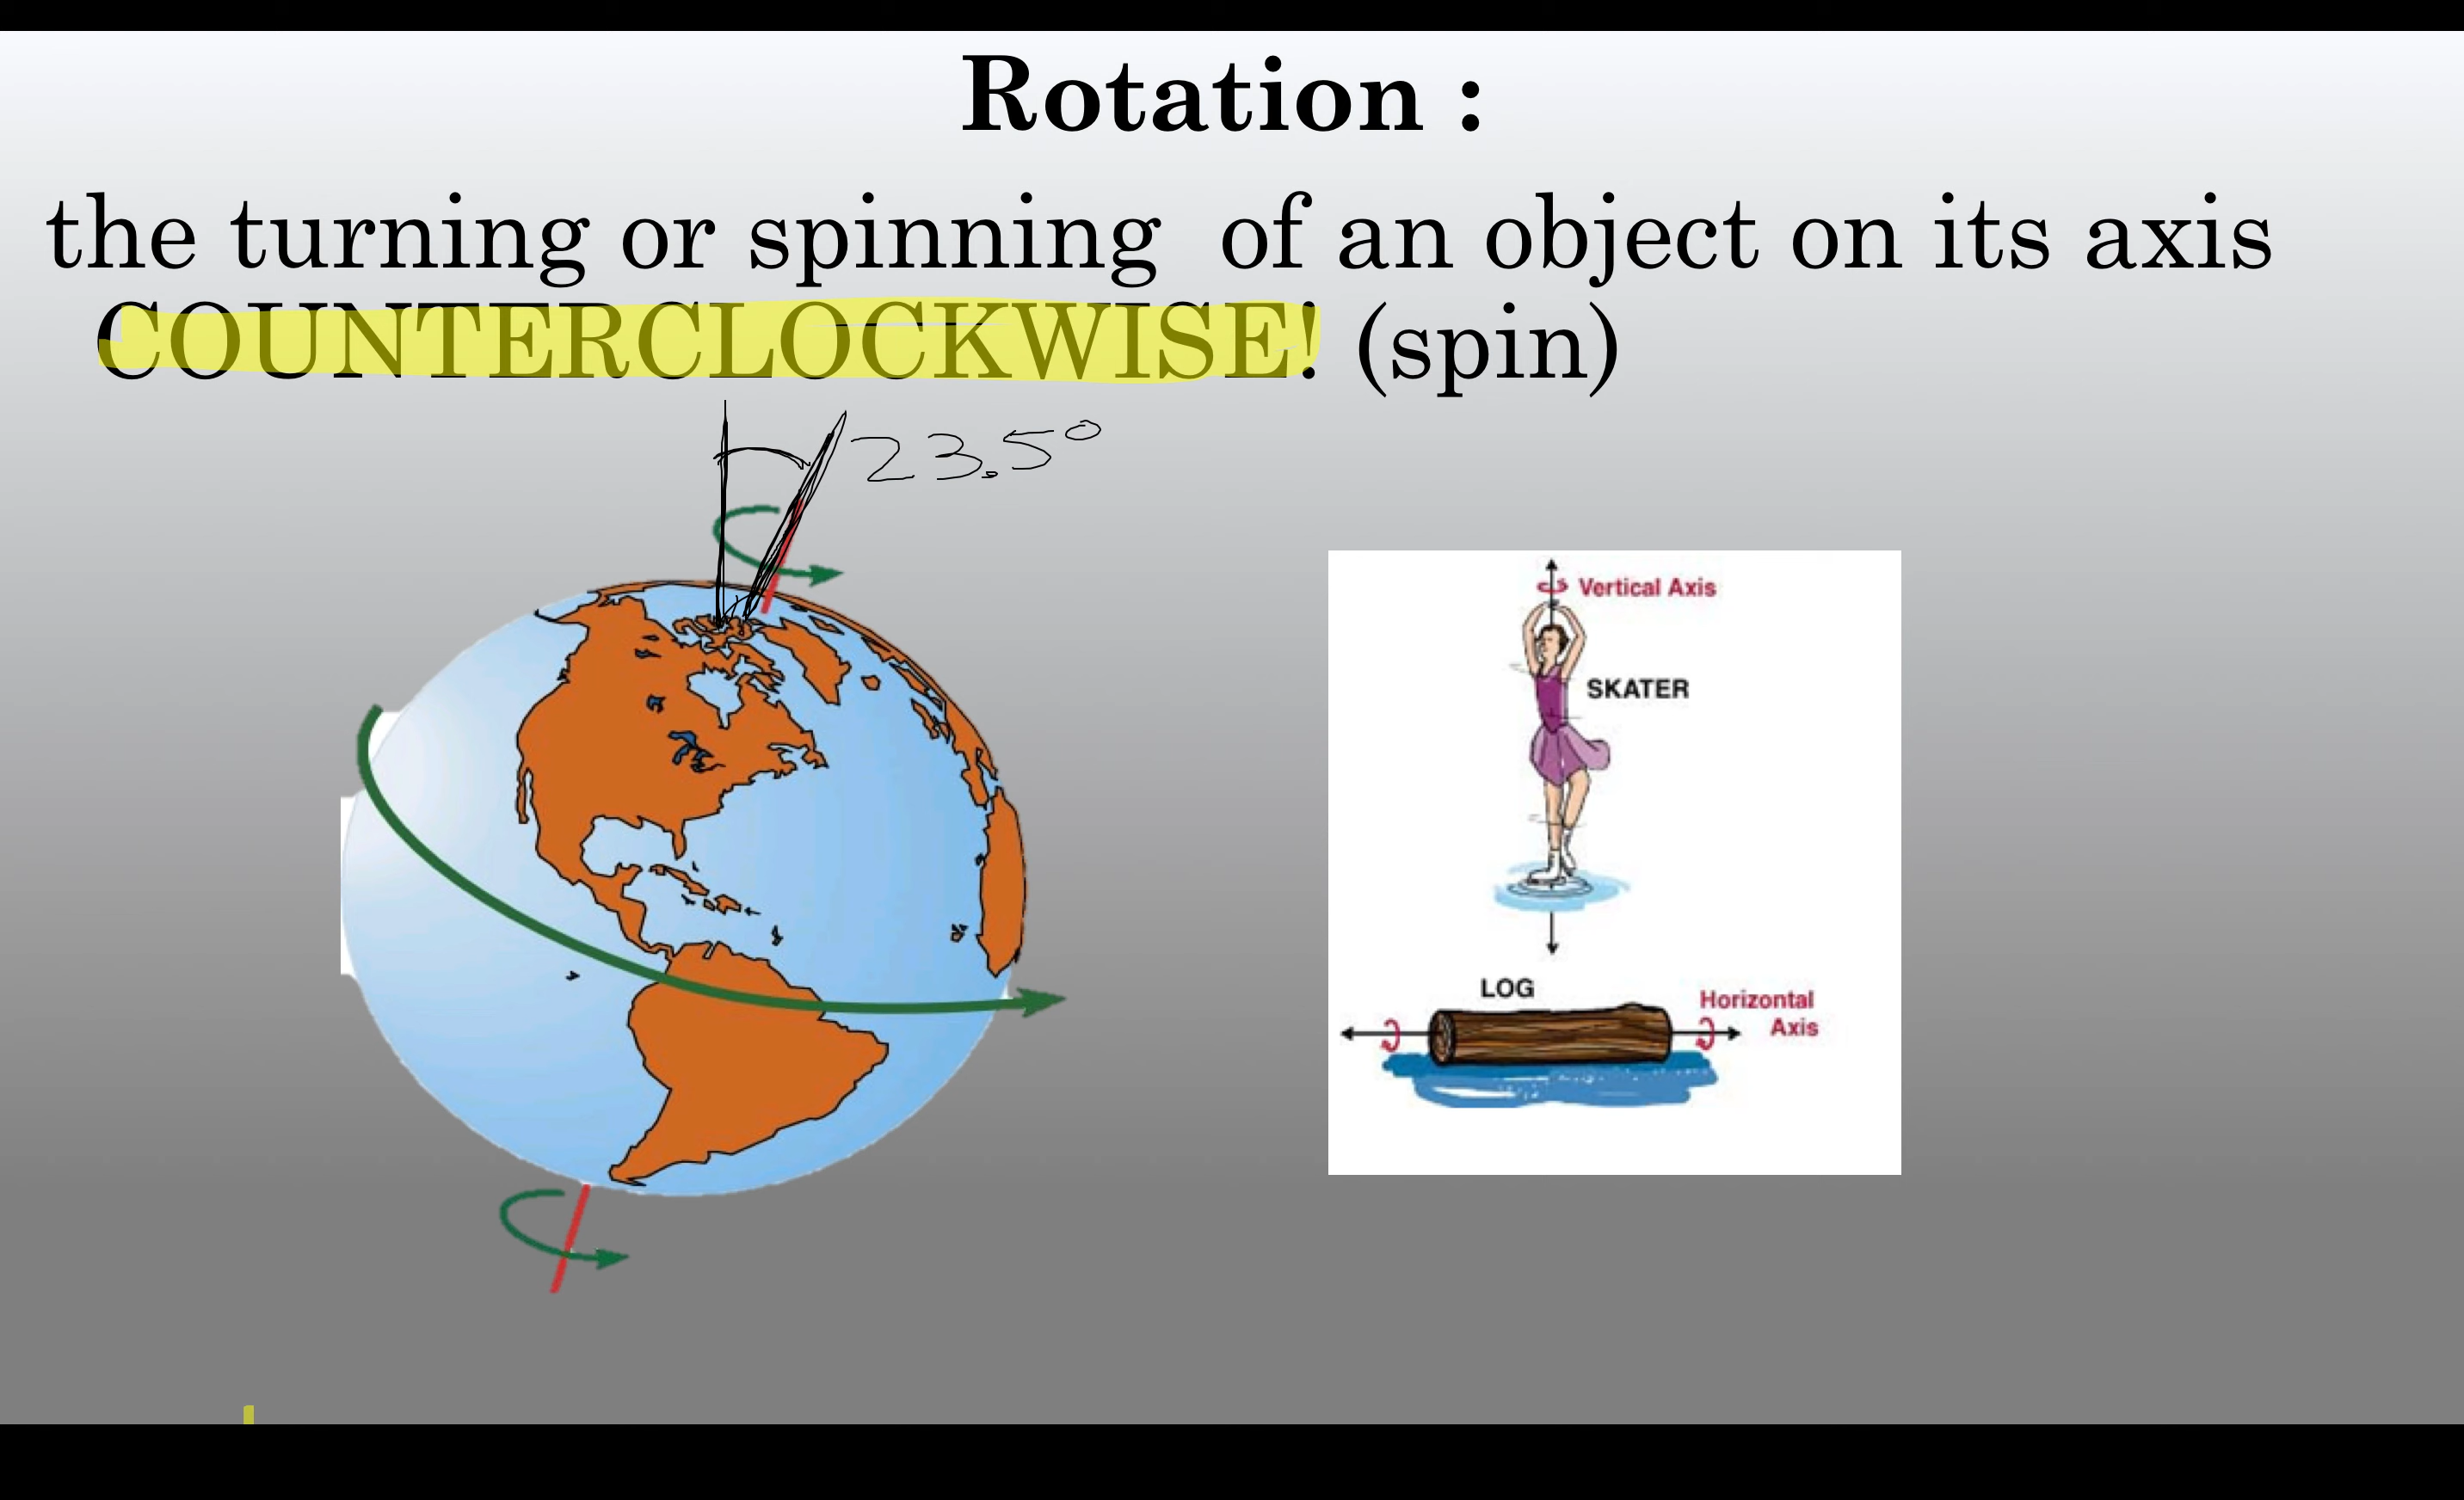 Rotation :
the turning or spinning of an object on its axis
COUNTERCLOCKWISE! (spin)
23.5°
Vertical Axis
SKATER
LOG
Horizontal
Axis